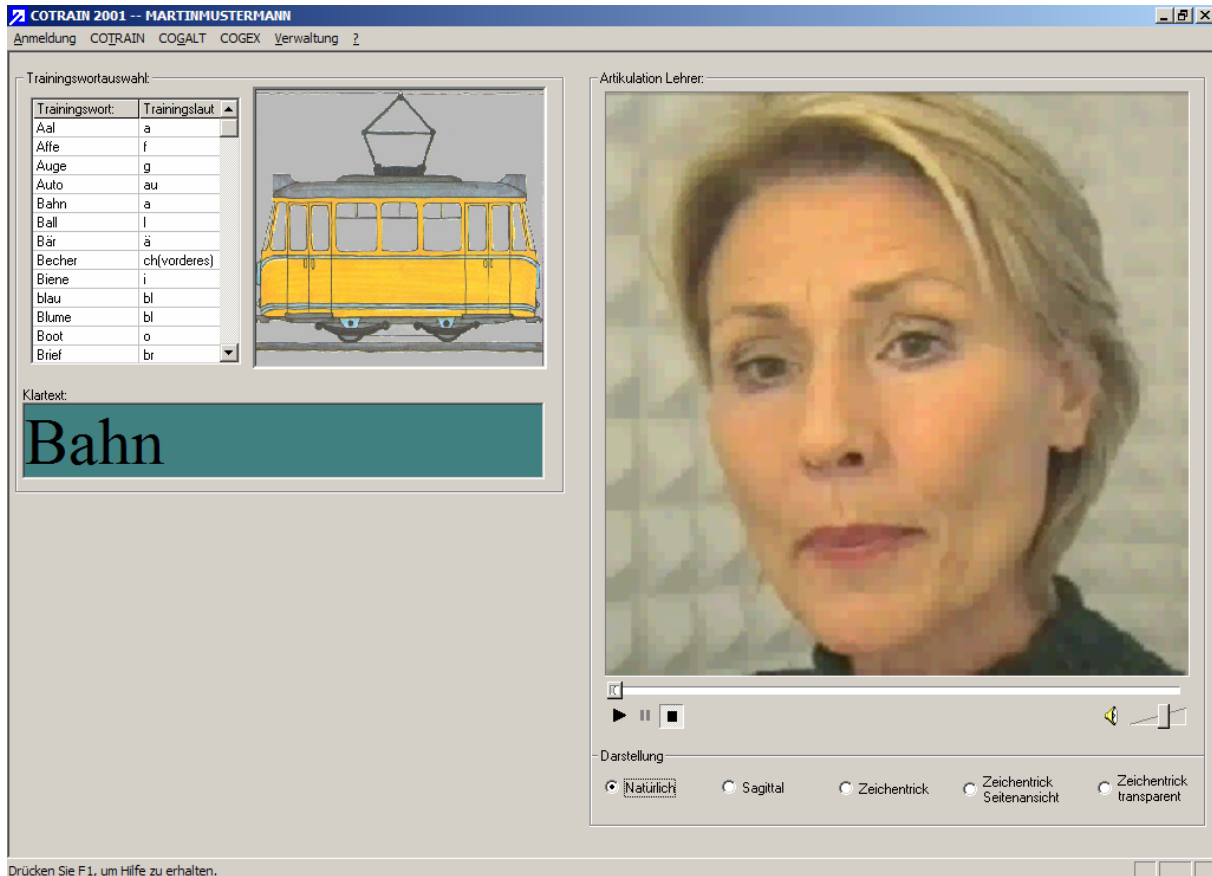 COTRAIN 2001 -- MARTINMUSTERMANN
Anmeldung COTRAIN COGALT COGEX Verwaltung ?
Trainingswortauswahl:
Trainingswort: Trainingslaut
Aal a
Affe f
Auge g
Auto au
Bahn a
Ball l
Bär ä
Becher ch(vorderes)
Biene i
blau bl
Blume bl
Boot o
Brief br
Klartext:
Bahn
Artikulation Lehrer:
Darstellung
Natürlich
Sagittal
Zeichentrick
Zeichentrick
Seitenansicht
Zeichentrick
transparent
Drücken Sie F1, um Hilfe zu erhalten.